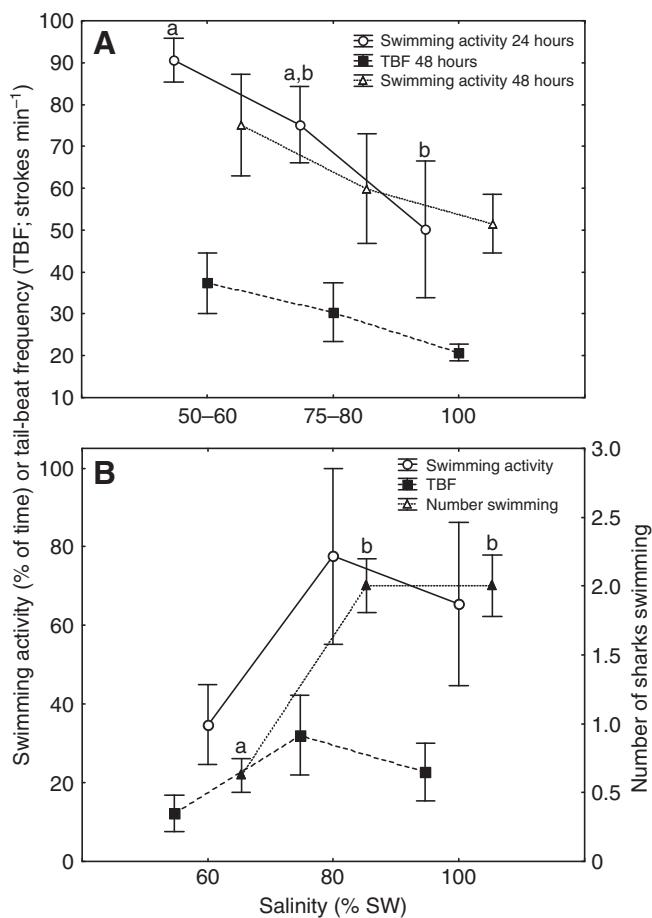 Swimming activity (% of time) or tail-beat frequency (TBF; strokes min−1)
A
100
90
80
70
60
50
40
30
20
10
a
a,b
b
Swimming activity 24 hours
TBF 48 hours
Swimming activity 48 hours
50–60 75–80 100
B
100
80
60
40
20
0
a
b
b
Swimming activity
TBF
Number swimming
3.0
2.5
2.0
1.5
1.0
0.5
0
Number of sharks swimming
60 80 100
Salinity (% SW)